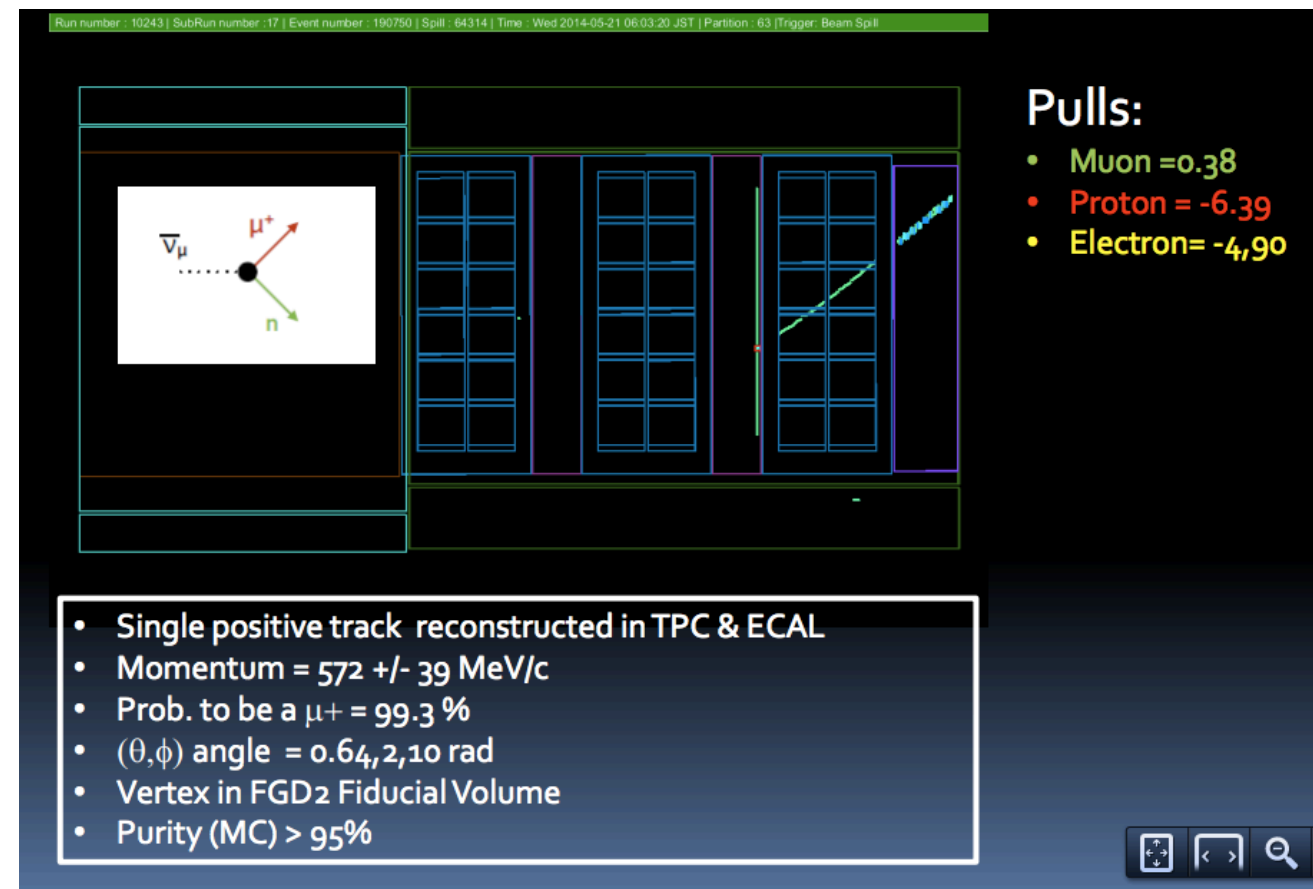 Run number : 10243 | SubRun number :17 | Event number : 190750 | Spill : 64314 | Time : Wed 2014-05-21 06:03:20 JST | Partition : 63 |Trigger: Beam Spill
Pulls:
• Muon =0.38
• Proton = -6.39
• Electron= -4,90
ν̅μ
μ+
n
• Single positive track reconstructed in TPC & ECAL
• Momentum = 572 +/- 39 MeV/c
• Prob. to be a μ+ = 99.3 %
• (θ,ϕ) angle = 0.64,2,10 rad
• Vertex in FGD2 Fiducial Volume
• Purity (MC) > 95%